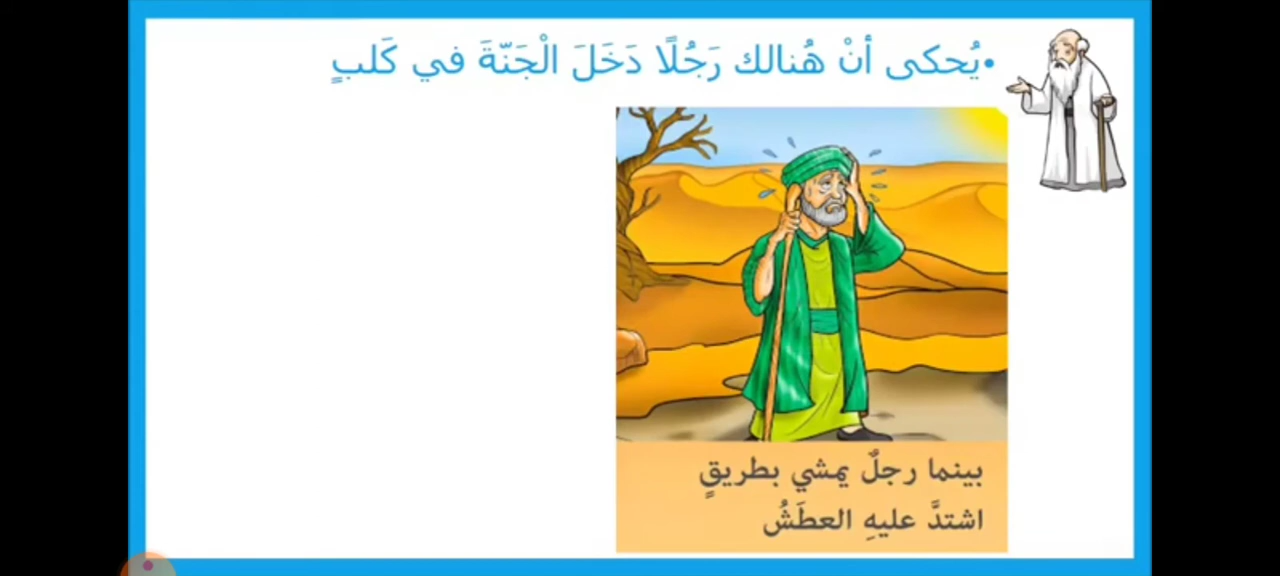 •يُحكى أنْ هُنالك رَجُلًا دَخَلَ الْجَنّةَ في كَلبٍ
بينما رجلٌ يمشي بطريقٍ
اشتدَّ عليهِ العطَشُ